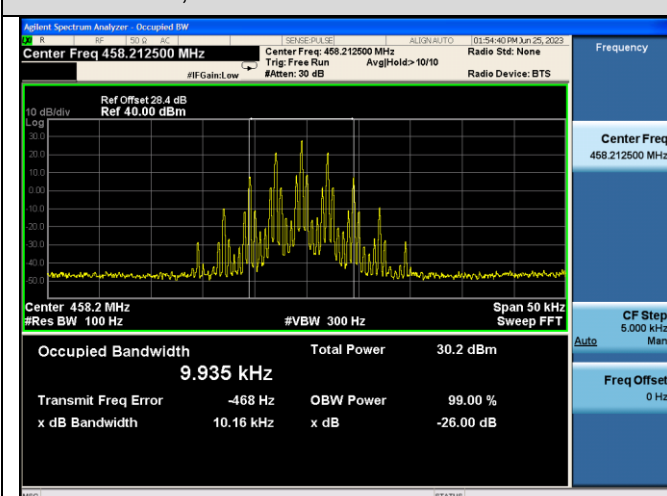 Agilent Spectrum Analyzer - Occupied BW
R RF 50 Ω AC SENSE:PULSE ALIGN AUTO 01:54:40 PM Jun 25, 2023
Center Freq 458.212500 MHz Center Freq: 458.212500 MHz Radio Std: None Frequency
Trig: Free Run Avg|Hold:>10/10
#IFGain:Low #Atten: 30 dB Radio Device: BTS
Ref Offset 28.4 dB
10 dB/div Ref 40.00 dBm
Log
30.0
20.0
10.0
0.00
-10.0
-20.0
-30.0
-40.0
-50.0
Center Freq
458.212500 MHz
Center 458.2 MHz Span 50 kHz
#Res BW 100 Hz #VBW 300 Hz Sweep FFT
CF Step
5.000 kHz
Auto Man
Occupied Bandwidth Total Power 30.2 dBm
9.935 kHz
Transmit Freq Error -468 Hz OBW Power 99.00 %
x dB Bandwidth 10.16 kHz x dB -26.00 dB
Freq Offset
0 Hz
MSG STATUS